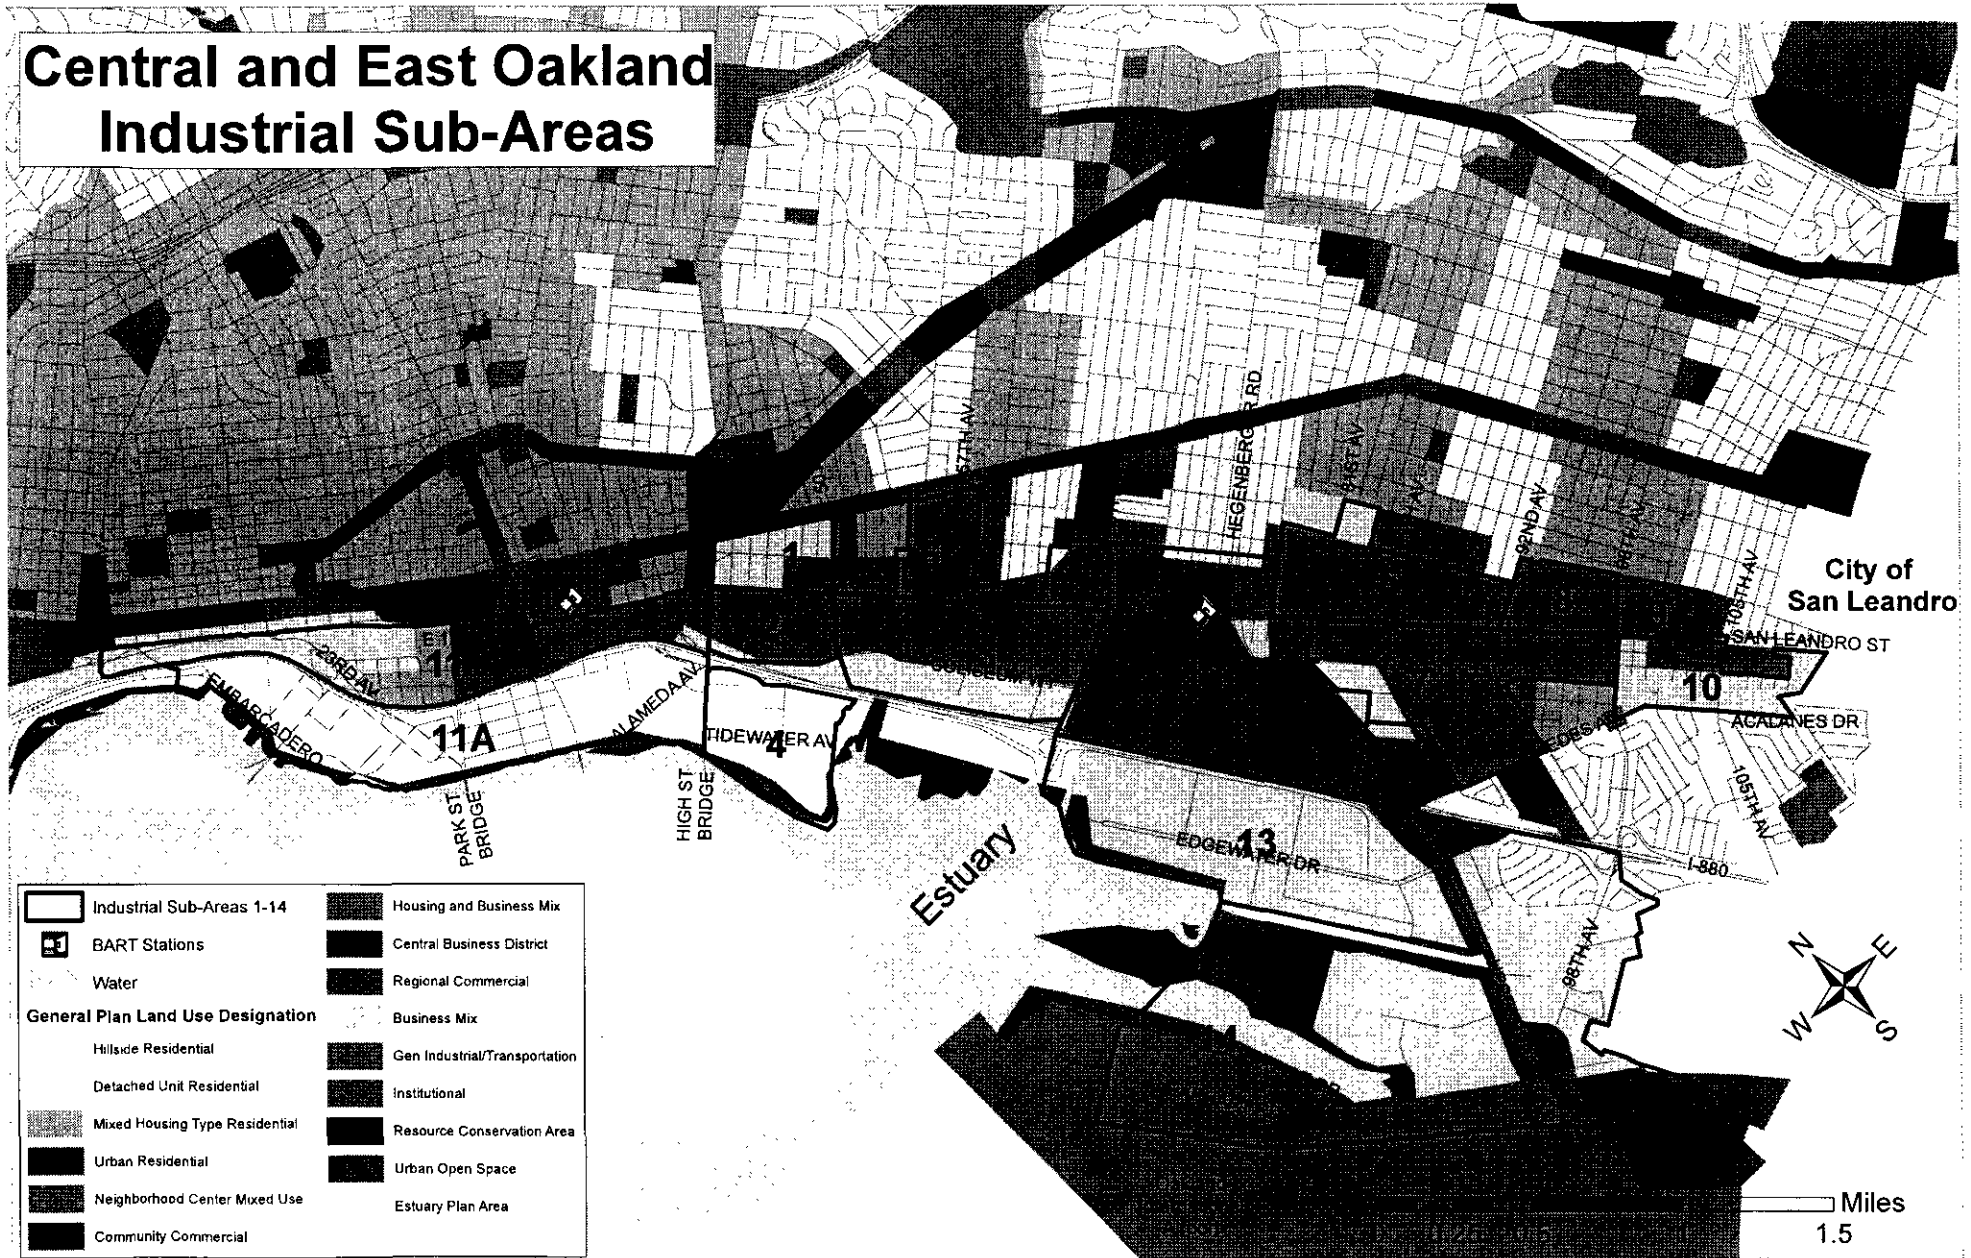 Central and East Oakland
Industrial Sub-Areas
57TH AV
HEGENBERGER RD
81ST AV
92ND AV
105TH AV
City of
San Leandro
SAN LEANDRO ST
10
ACALANES DR
105TH AV
I-880
98TH AV
23RD AV
EMBARCADERO
11A
ALAMEDA AV
TIDEWATER AV
4
PARK ST
BRIDGE
HIGH ST
BRIDGE
Estuary
13
EDGEWATER DR
N
E
W
S
Miles
1.5
Industrial Sub-Areas 1-14
BART Stations
Water
General Plan Land Use Designation
Hillside Residential
Detached Unit Residential
Mixed Housing Type Residential
Urban Residential
Neighborhood Center Mixed Use
Community Commercial
Housing and Business Mix
Central Business District
Regional Commercial
Business Mix
Gen Industrial/Transportation
Institutional
Resource Conservation Area
Urban Open Space
Estuary Plan Area